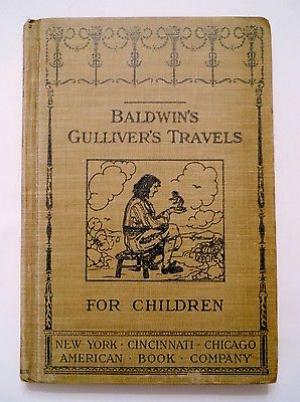 BALDWIN'S
GULLIVER'S TRAVELS
FOR CHILDREN
NEW YORK · CINCINNATI · CHICAGO
AMERICAN · BOOK · COMPANY